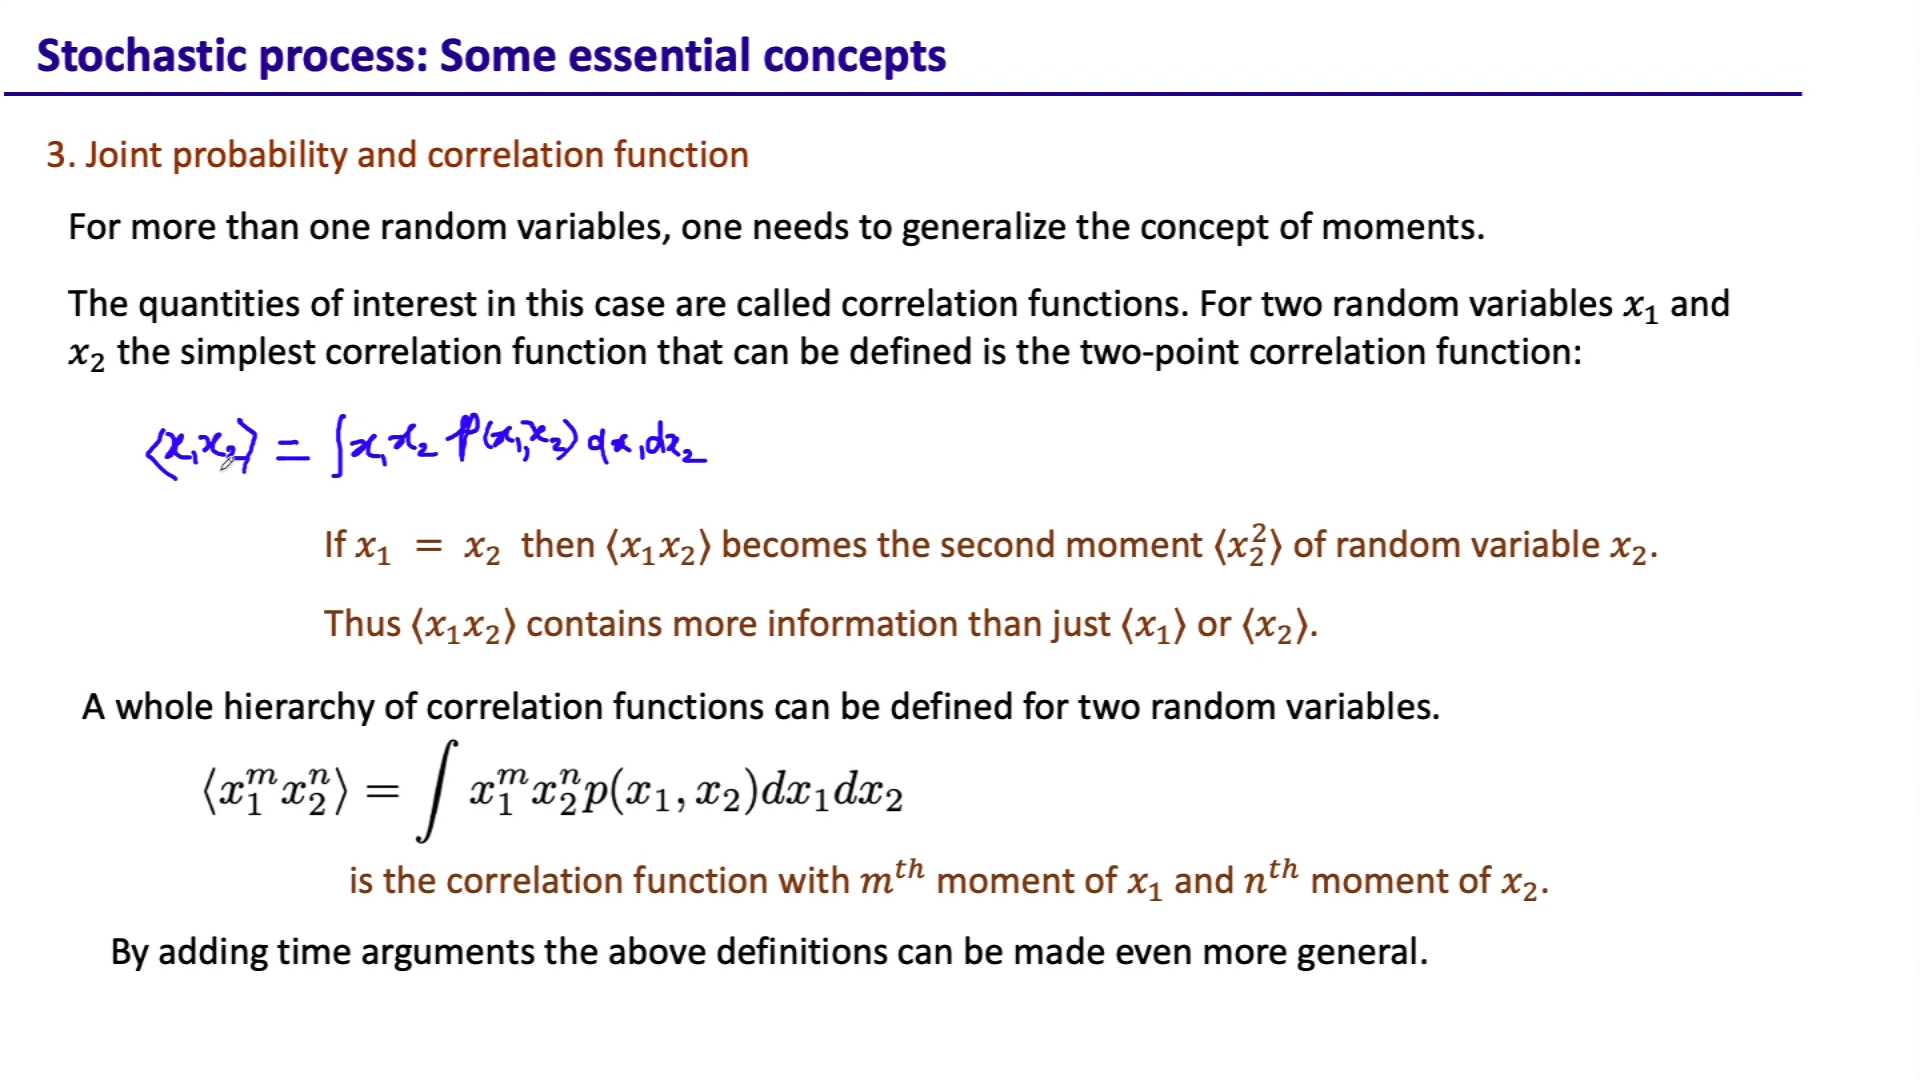 Stochastic process: Some essential concepts
3. Joint probability and correlation function
For more than one random variables, one needs to generalize the concept of moments.
The quantities of interest in this case are called correlation functions. For two random variables x₁ and
x₂ the simplest correlation function that can be defined is the two-point correlation function:
⟨x₁x₂⟩ = ∫x₁x₂ p(x₁,x₂) dx₁dx₂
If x₁ = x₂ then ⟨x₁x₂⟩ becomes the second moment ⟨x₂²⟩ of random variable x₂.
Thus ⟨x₁x₂⟩ contains more information than just ⟨x₁⟩ or ⟨x₂⟩.
A whole hierarchy of correlation functions can be defined for two random variables.
⟨x₁ᵐx₂ⁿ⟩ = ∫ x₁ᵐx₂ⁿp(x₁, x₂)dx₁dx₂
is the correlation function with mᵗʰ moment of x₁ and nᵗʰ moment of x₂.
By adding time arguments the above definitions can be made even more general.